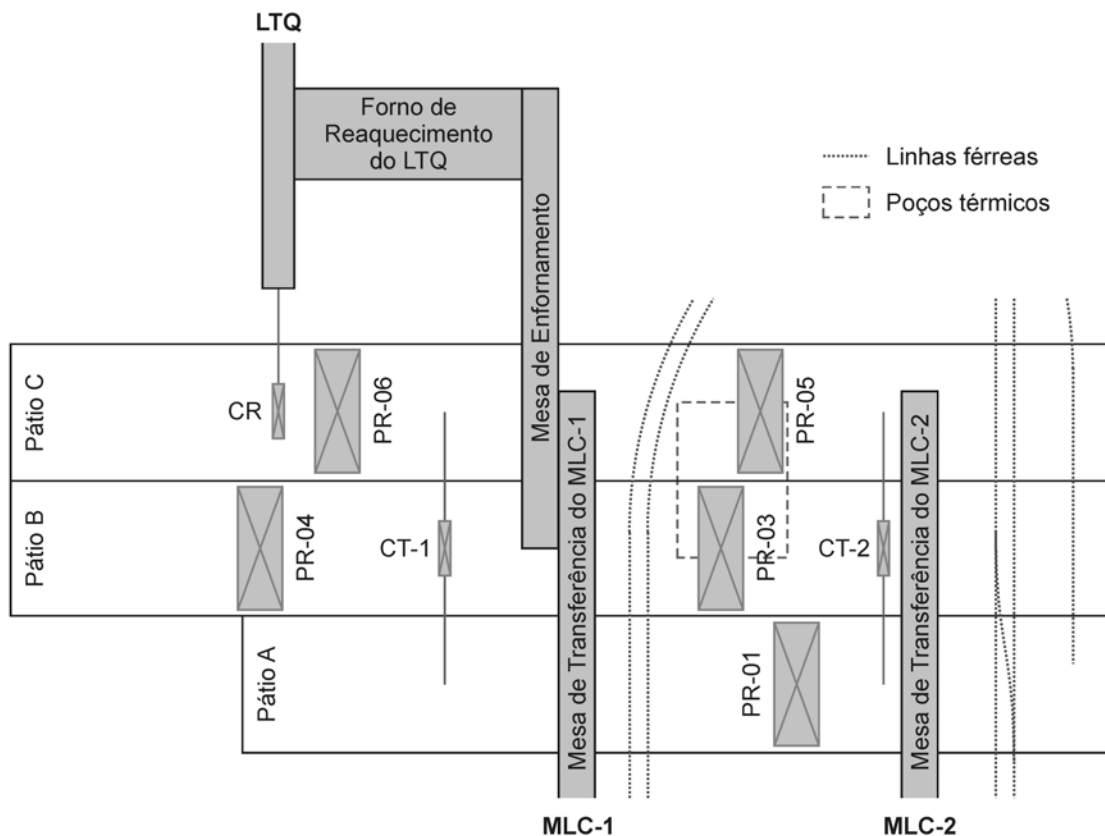 LTQ
Forno de
Reaquecimento
do LTQ
Linhas férreas
Poços térmicos
Mesa de Enfornamento
Pátio C
CR
PR-06
PR-05
Mesa de Transferência do MLC-1
Mesa de Transferência do MLC-2
Pátio B
PR-04
CT-1
PR-03
CT-2
Pátio A
PR-01
MLC-1
MLC-2